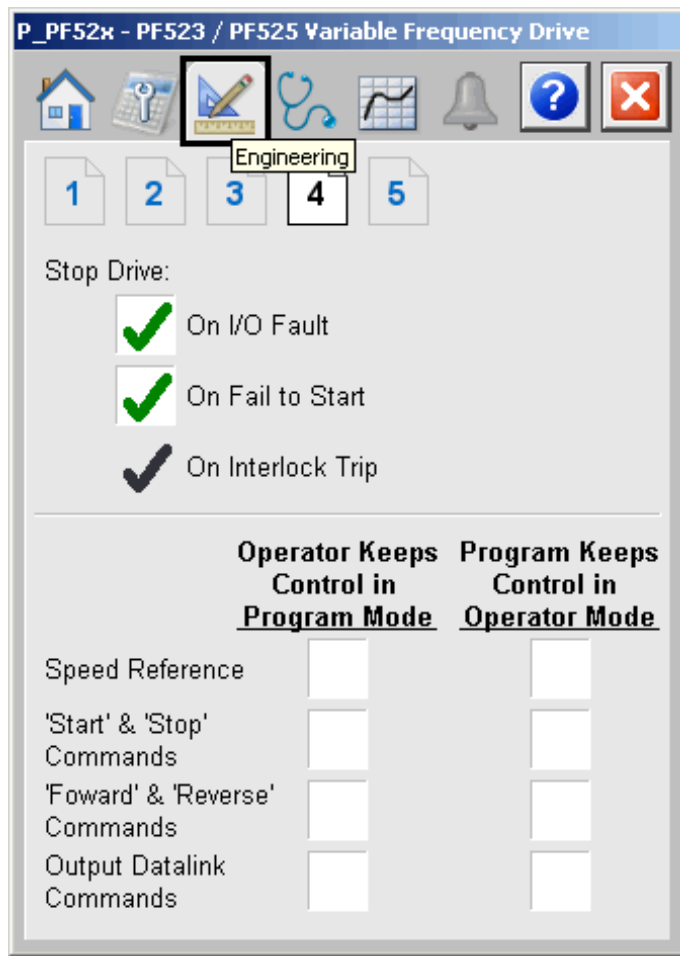 P_PF52x - PF523 / PF525 Variable Frequency Drive
?
Engineering
1 2 3 4 5
Stop Drive:
On I/O Fault
On Fail to Start
On Interlock Trip
Operator Keeps
Control in
Program Mode
Program Keeps
Control in
Operator Mode
Speed Reference
'Start' & 'Stop'
Commands
'Foward' & 'Reverse'
Commands
Output Datalink
Commands